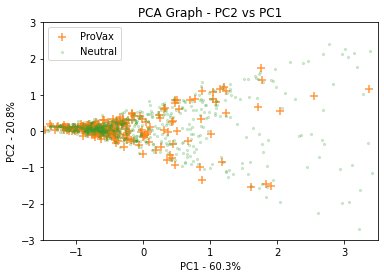 PCA Graph - PC2 vs PC1
ProVax
Neutral
PC2 - 20.8%
3
2
1
0
−1
−2
−3
−1
0
1
2
3
PC1 - 60.3%